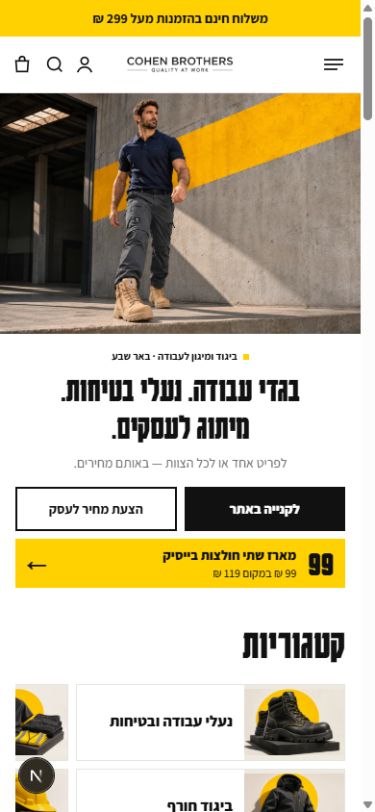 משלוח חינם בהזמנות מעל 299 ₪
COHEN BROTHERS
QUALITY AT WORK
ביגוד ומיגון לעבודה · באר שבע
בגדי עבודה. נעלי בטיחות.
מיתוג לעסקים.
לפריט אחד או לכל הצוות — באותם מחירים.
לקנייה באתר
הצעת מחיר לעסק
99
מארז שתי חולצות בייסיק
99 ₪ במקום 119 ₪
קטגוריות
נעלי עבודה ובטיחות
ביגוד חורף
N